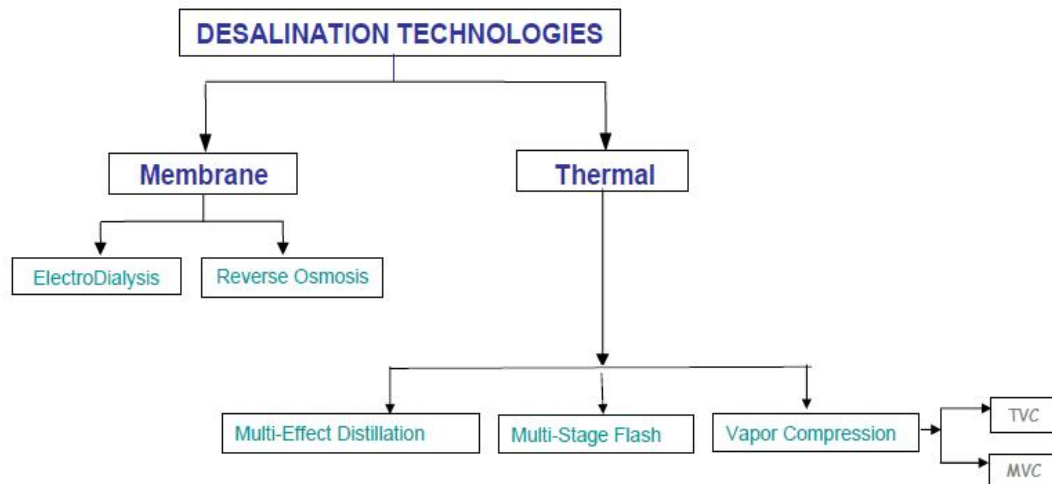 DESALINATION TECHNOLOGIES
Membrane
Thermal
ElectroDialysis
Reverse Osmosis
Multi-Effect Distillation
Multi-Stage Flash
Vapor Compression
TVC
MVC